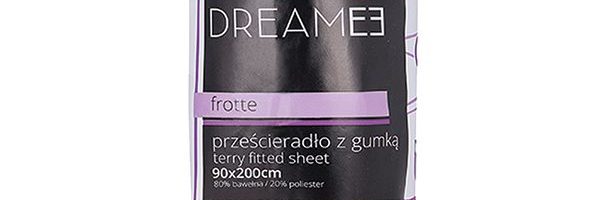 DREAMEE
frotte
prześcieradło z gumką
terry fitted sheet
90x200cm
80% bawełna / 20% poliester